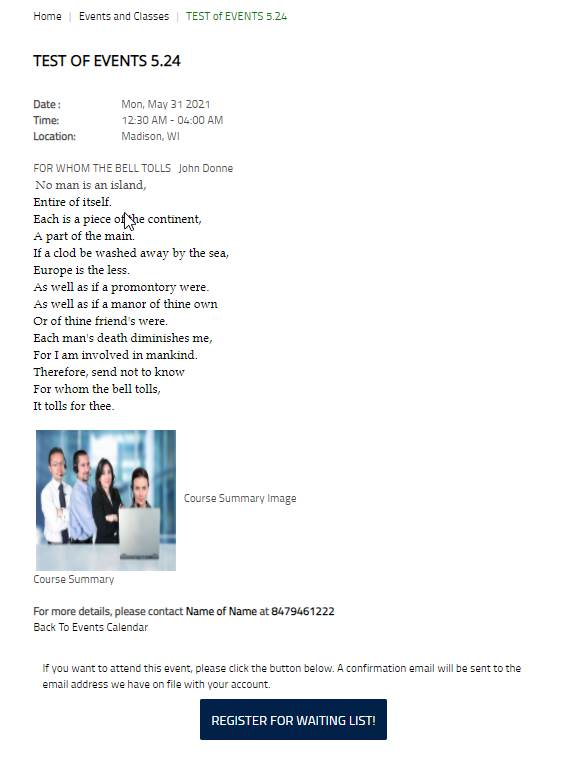 Home | Events and Classes | TEST of EVENTS 5.24
TEST OF EVENTS 5.24
Date : Mon, May 31 2021
Time: 12:30 AM - 04:00 AM
Location: Madison, WI
FOR WHOM THE BELL TOLLS John Donne
No man is an island,
Entire of itself.
Each is a piece of the continent,
A part of the main.
If a clod be washed away by the sea,
Europe is the less.
As well as if a promontory were.
As well as if a manor of thine own
Or of thine friend's were.
Each man's death diminishes me,
For I am involved in mankind.
Therefore, send not to know
For whom the bell tolls,
It tolls for thee.
Course Summary Image
Course Summary
For more details, please contact Name of Name at 8479461222
Back To Events Calendar
If you want to attend this event, please click the button below. A confirmation email will be sent to the
email address we have on file with your account.
REGISTER FOR WAITING LIST!